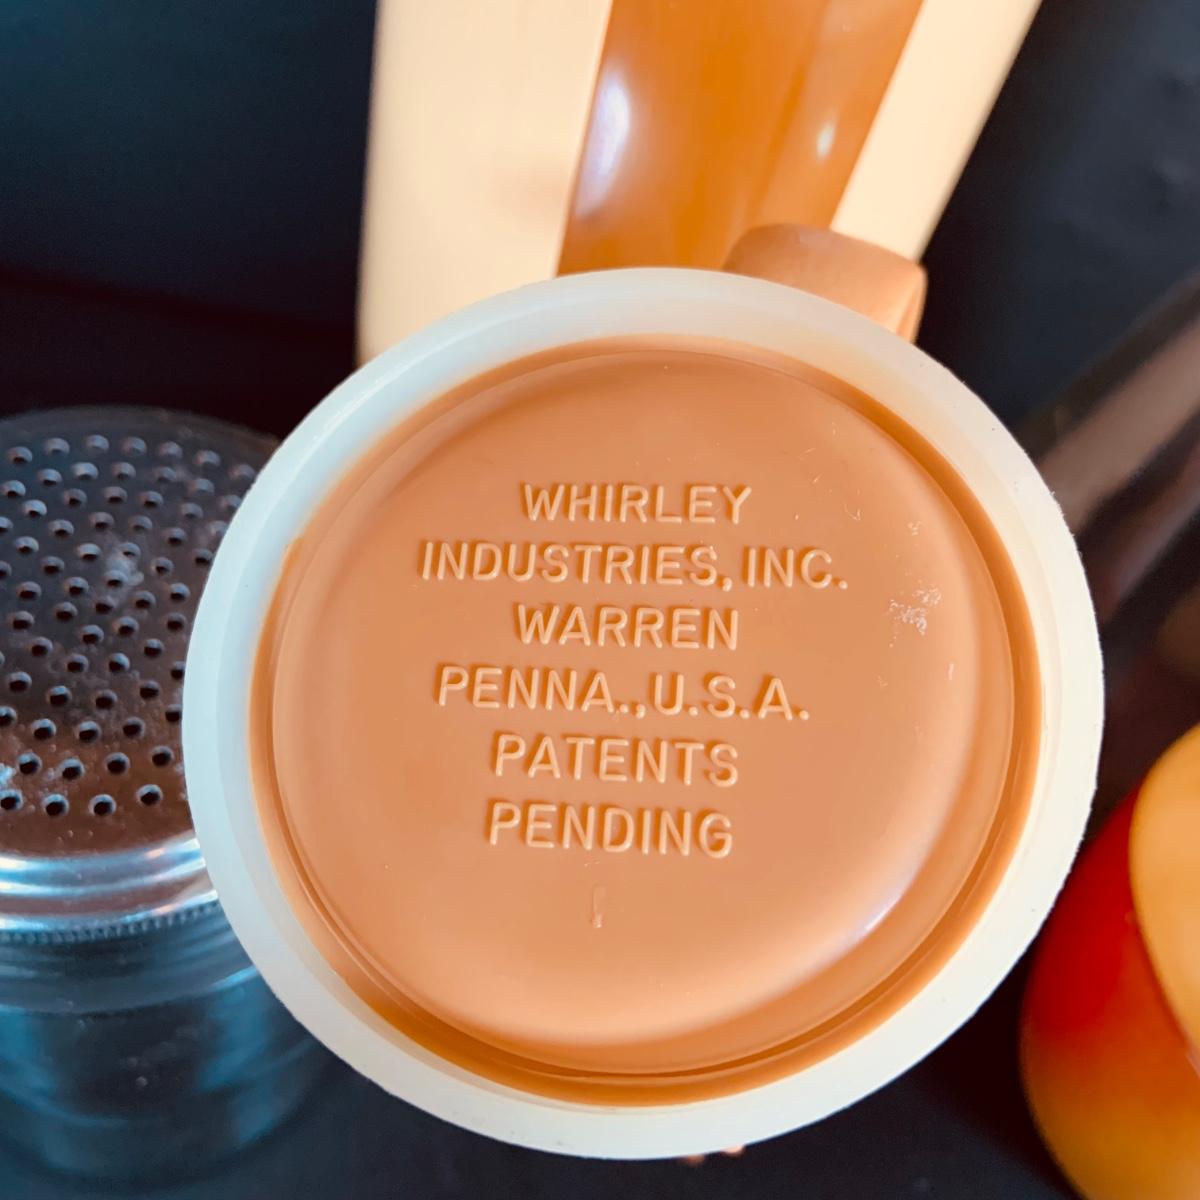 WHIRLEY
INDUSTRIES, INC.
WARREN
PENNA., U.S.A.
PATENTS
PENDING